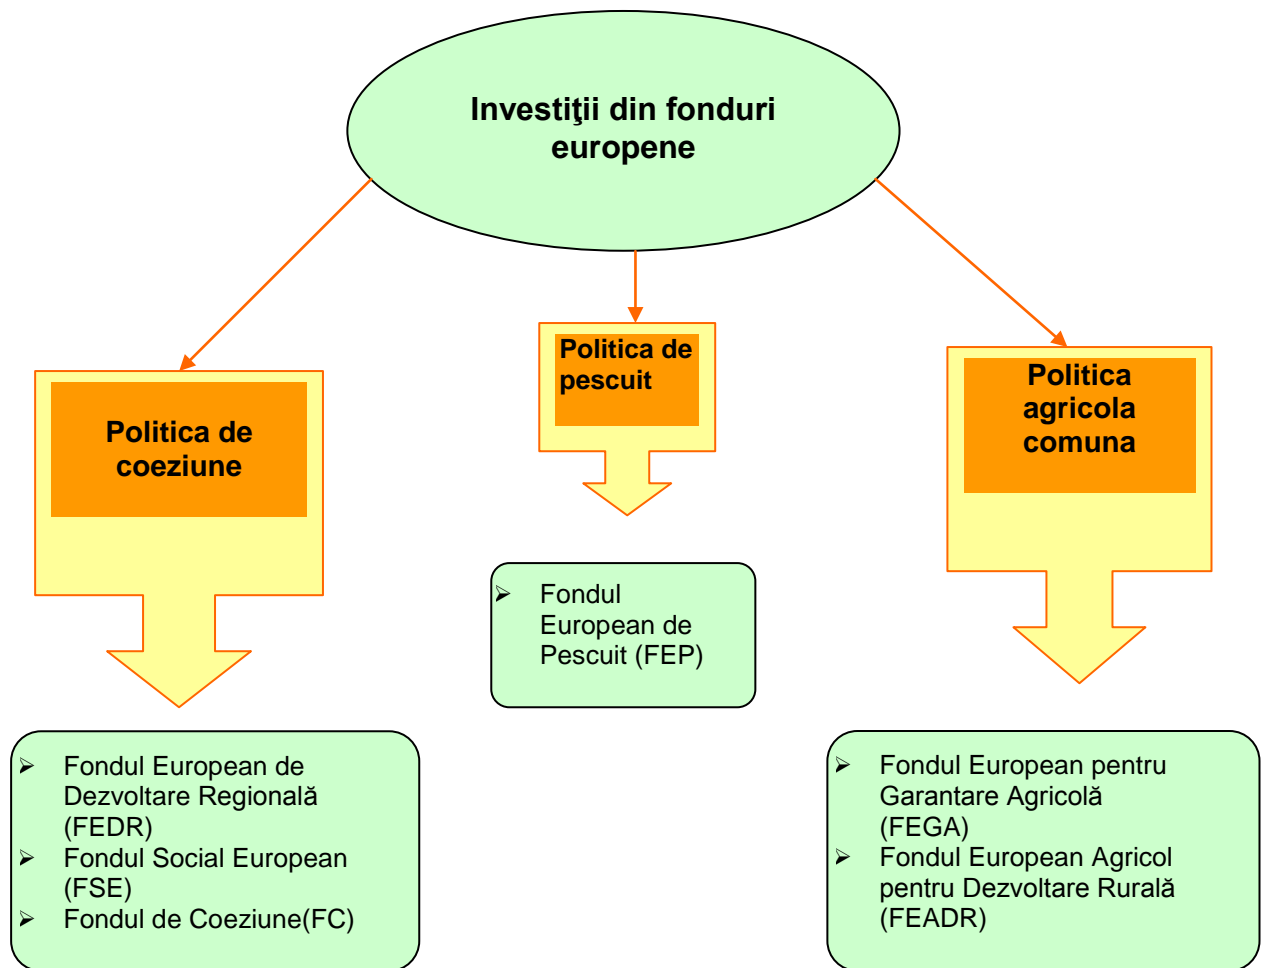 Investiţii din fonduri
europene
Politica de
coeziune
Politica de
pescuit
Politica
agricola
comuna
➢ Fondul European de
Dezvoltare Regională
(FEDR)
➢ Fondul Social European
(FSE)
➢ Fondul de Coeziune(FC)
➢ Fondul
European de
Pescuit (FEP)
➢ Fondul European pentru
Garantare Agricolă
(FEGA)
➢ Fondul European Agricol
pentru Dezvoltare Rurală
(FEADR)